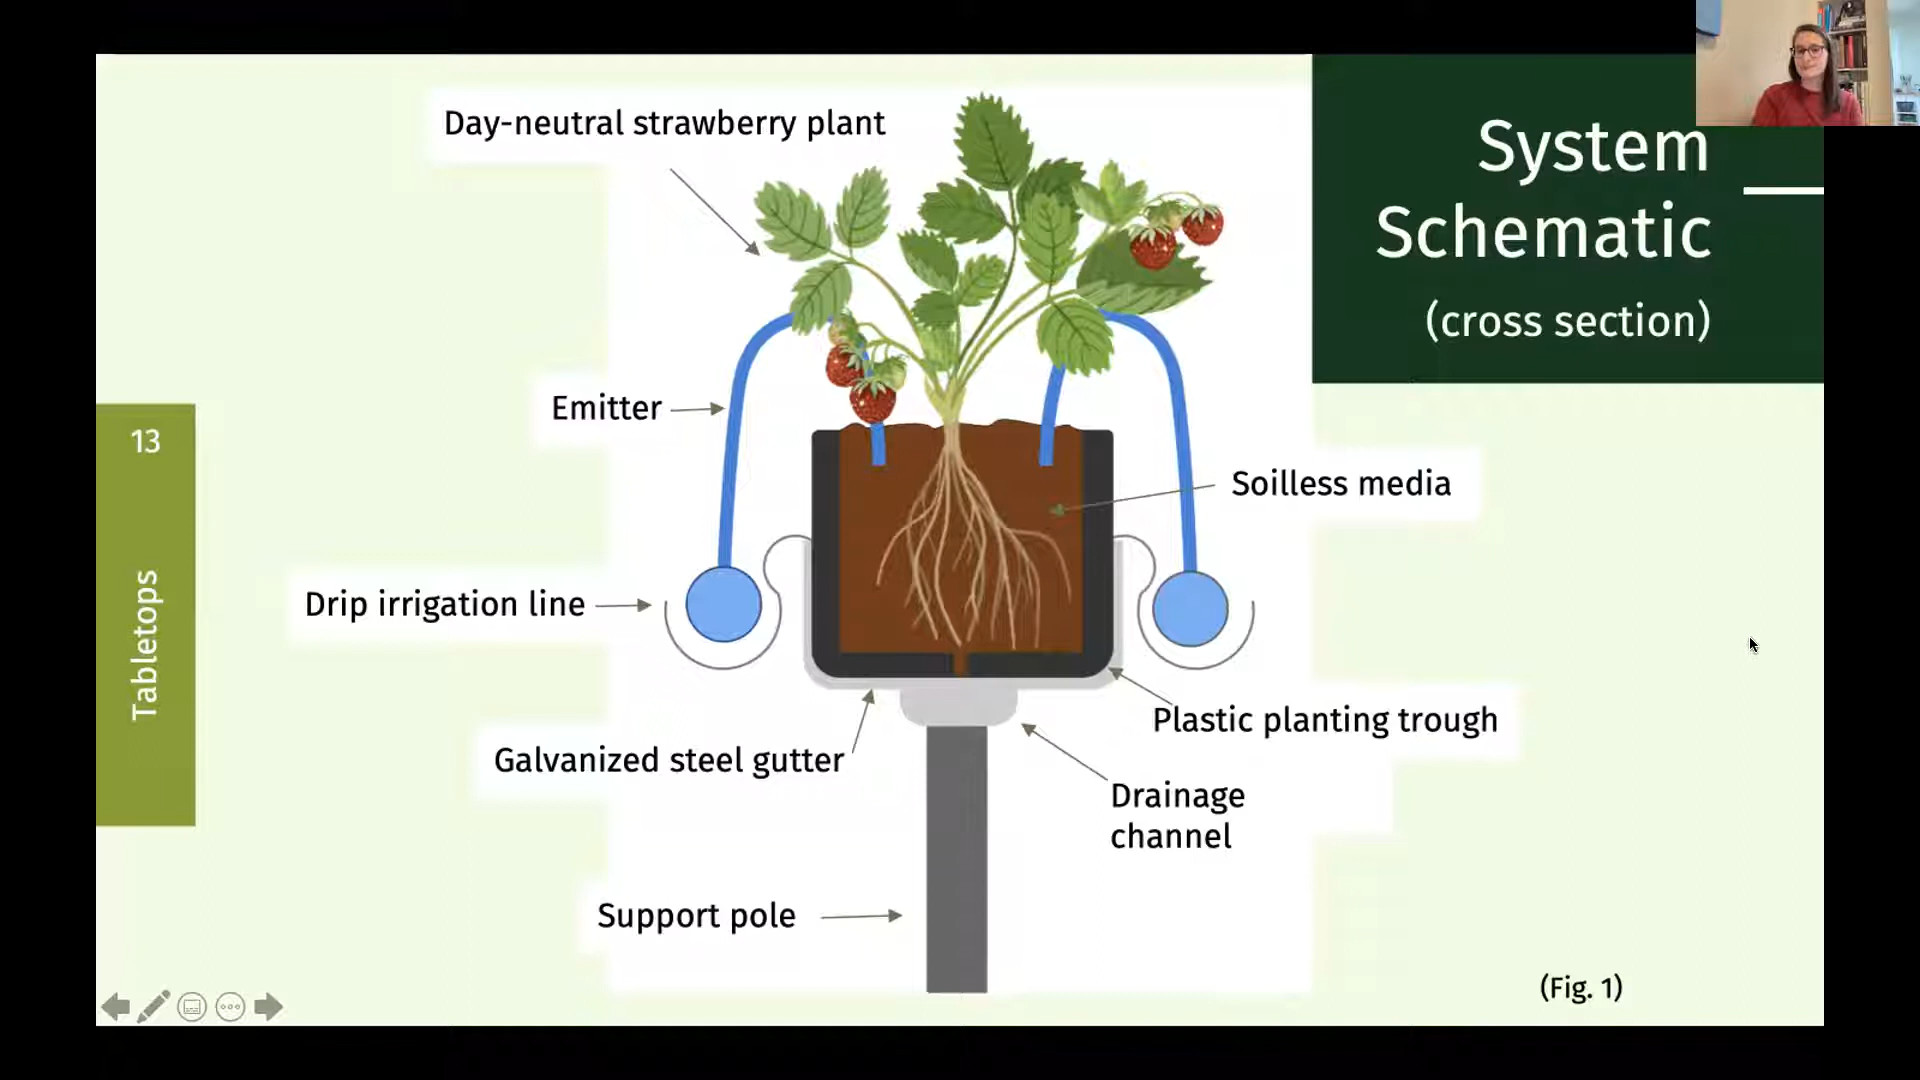 System
Schematic
(cross section)
Day-neutral strawberry plant
Emitter
13
Soilless media
Drip irrigation line
Tabletops
Plastic planting trough
Galvanized steel gutter
Drainage
channel
Support pole
(Fig. 1)